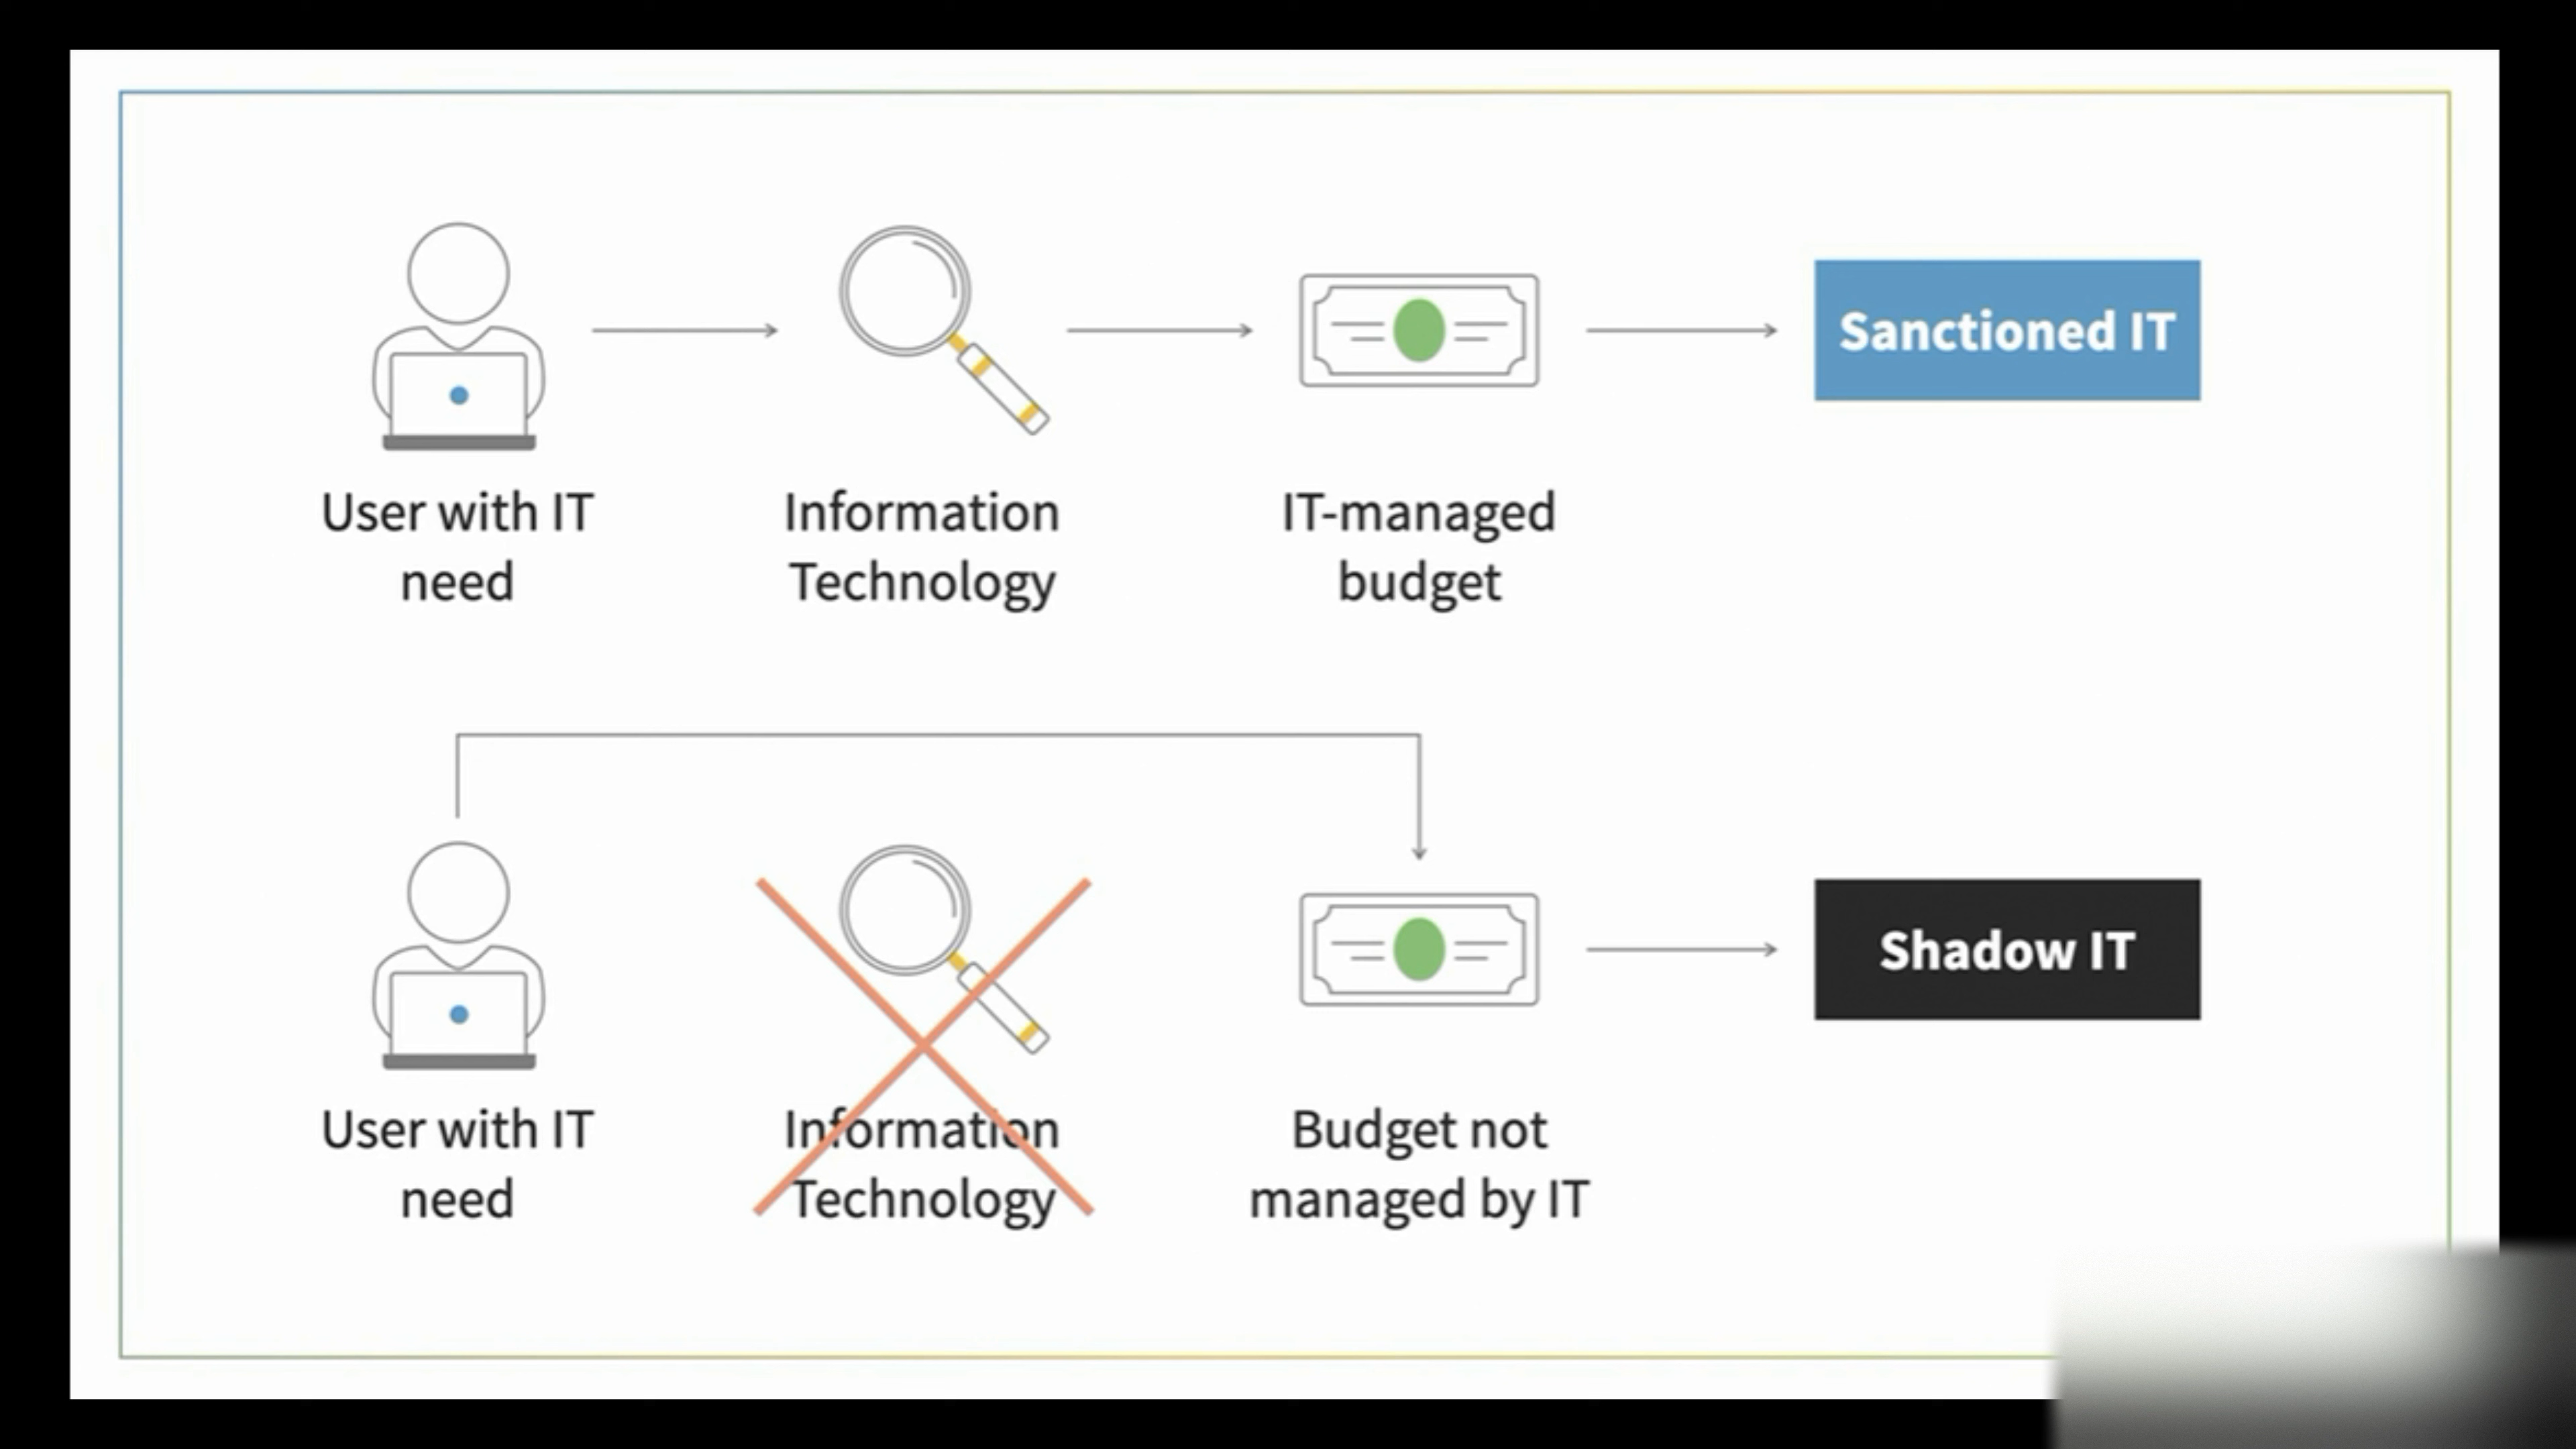 User with IT
need
Information
Technology
IT-managed
budget
Sanctioned IT
User with IT
need
Information
Technology
Budget not
managed by IT
Shadow IT